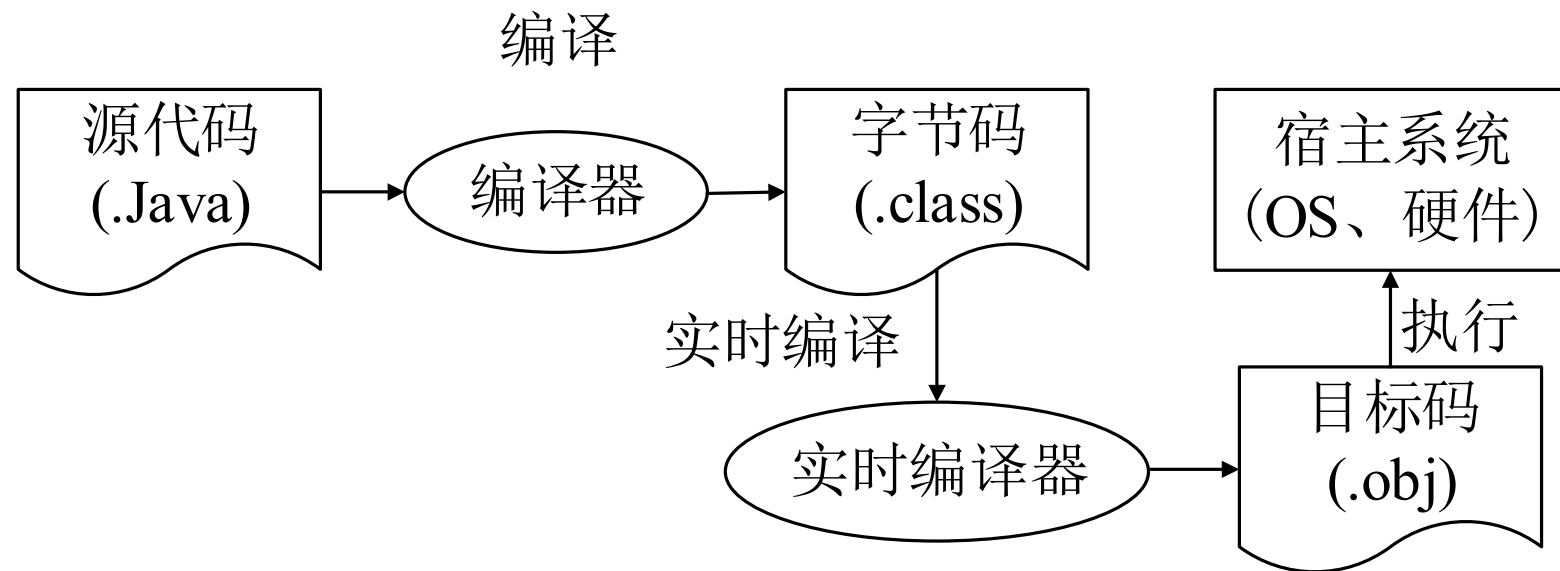 编译
源代码
(.Java)
编译器
字节码
(.class)
宿主系统
(OS、硬件)
实时编译
执行
实时编译器
目标码
(.obj)